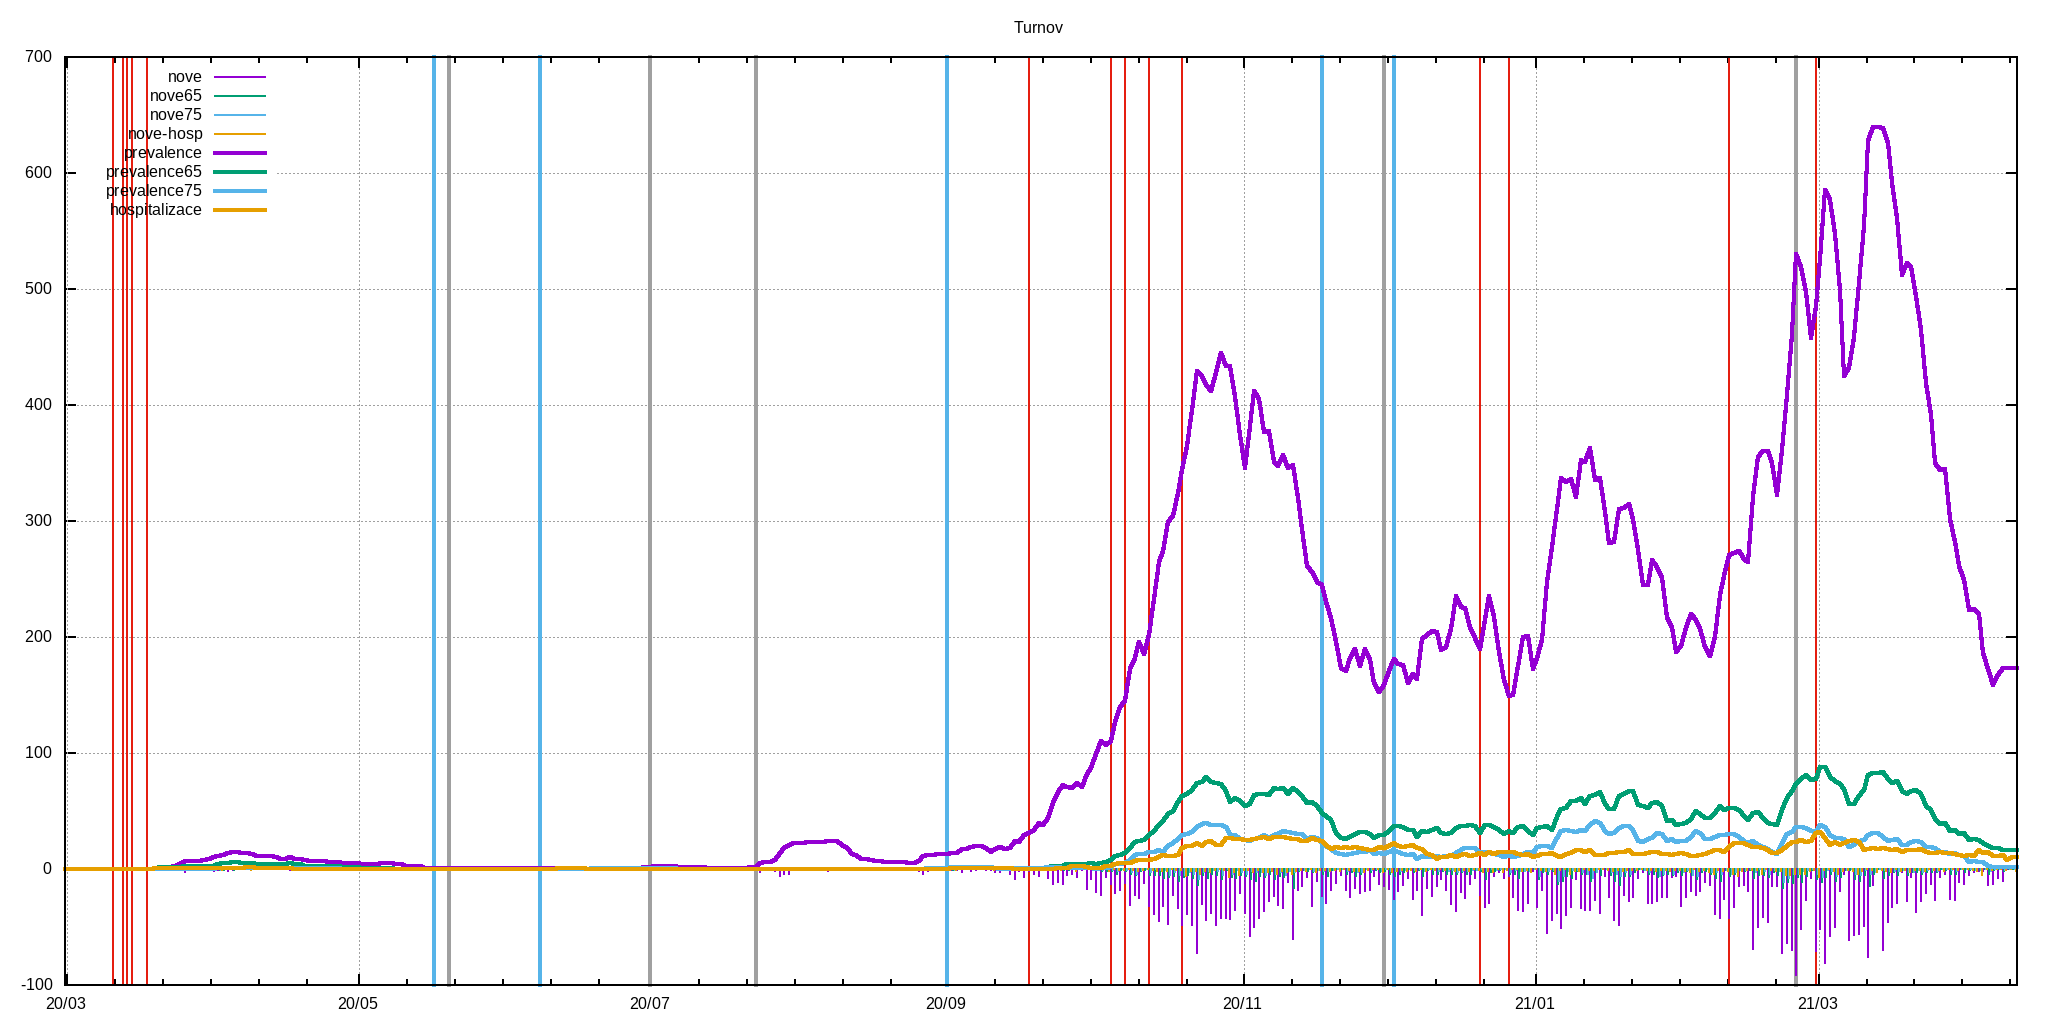 Turnov
700
600
500
400
300
200
100
0
-100
nove
nove65
nove75
nove-hosp
prevalence
prevalence65
prevalence75
hospitalizace
20/03 20/05 20/07 20/09 20/11 21/01 21/03